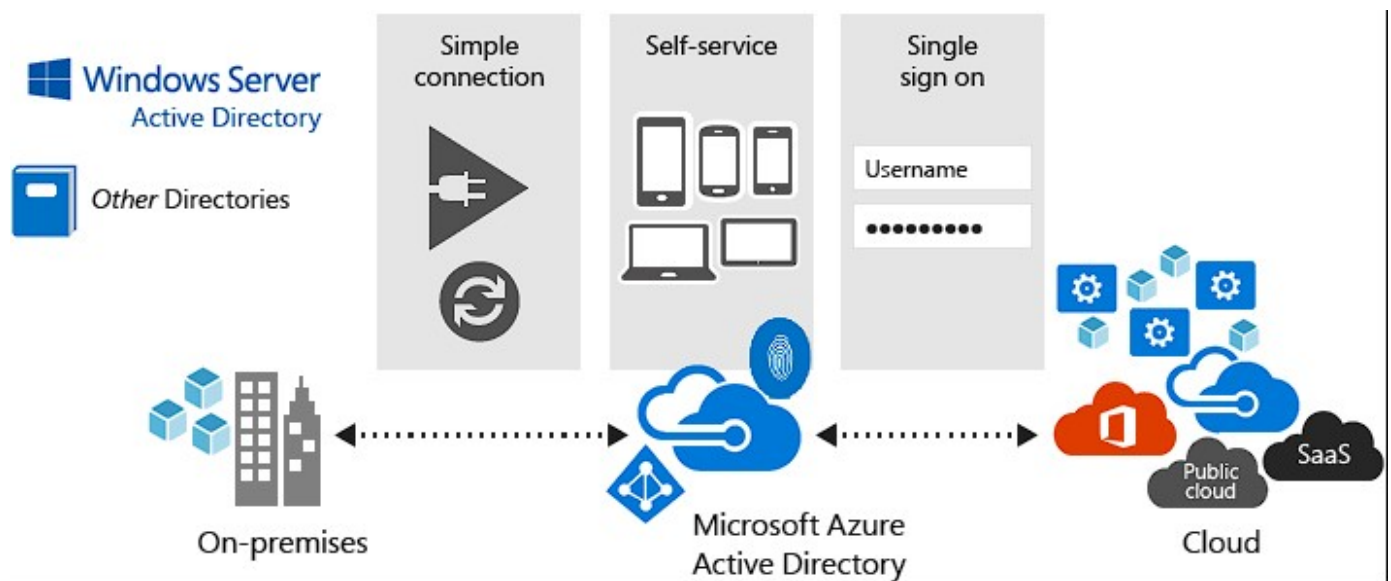 Windows Server
Active Directory
Other Directories
Simple
connection
Self-service
Single
sign on
Username
●●●●●●●●●
On-premises
Microsoft Azure
Active Directory
Public
cloud
SaaS
Cloud